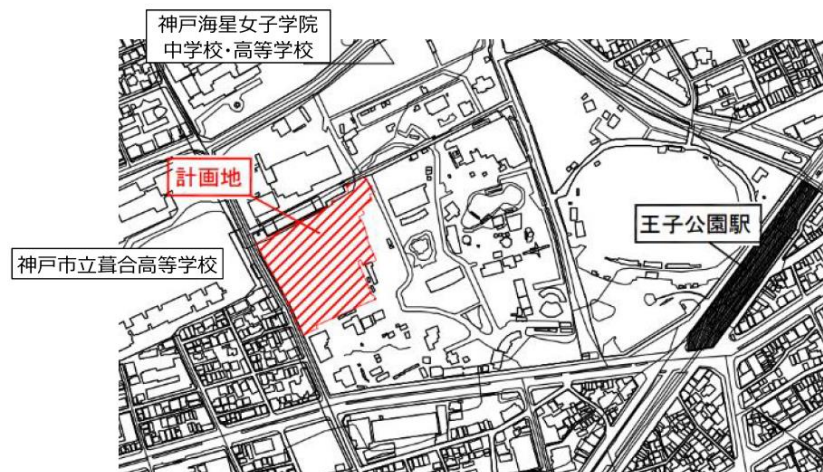 神戸海星女子学院
中学校・高等学校
計画地
王子公園駅
神戸市立葺合高等学校